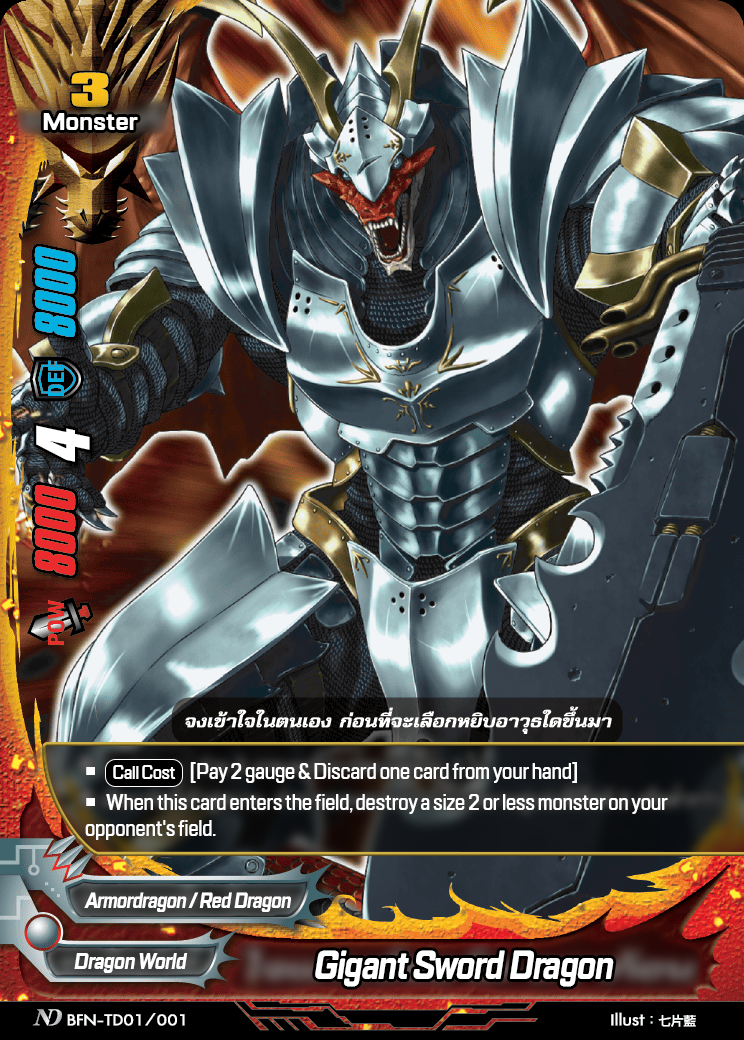 3
Monster
8000
DEF
4
8000
POW
จงเข้าใจในตนเอง ก่อนที่จะเลือกหยิบอาวุธใดขึ้นมา
■ Call Cost [Pay 2 gauge & Discard one card from your hand]
■ When this card enters the field, destroy a size 2 or less monster on your
opponent's field.
Armordragon / Red Dragon
Dragon World
Gigant Sword Dragon
ND BFN-TD01/001
Illust : 七片藍